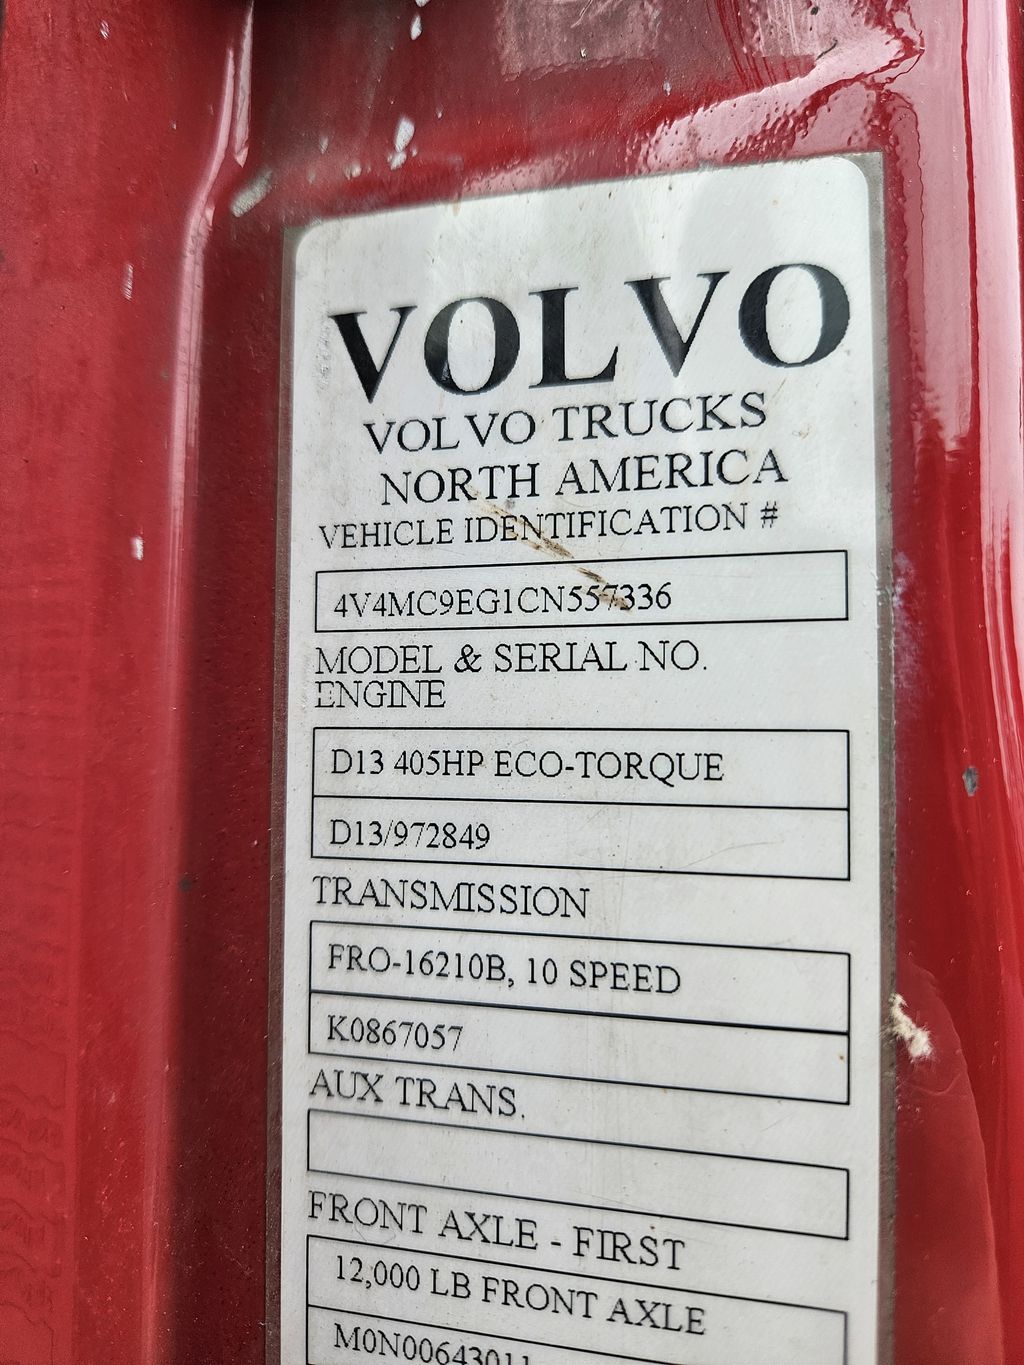 VOLVO
VOLVO TRUCKS
NORTH AMERICA
VEHICLE IDENTIFICATION #
4V4MC9EG1CN557336
MODEL & SERIAL NO.
ENGINE
D13 405HP ECO-TORQUE
D13/972849
TRANSMISSION
FRO-16210B, 10 SPEED
K0867057
AUX TRANS.
FRONT AXLE - FIRST
12,000 LB FRONT AXLE
M0N00643011